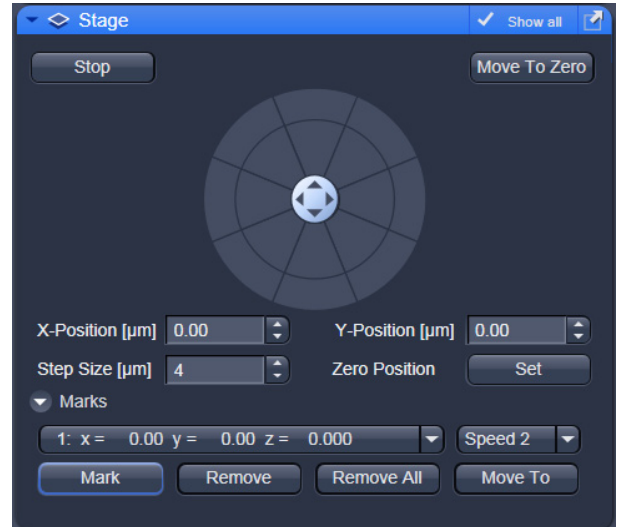 Stage Show all
Stop Move To Zero
X-Position [µm] 0.00 Y-Position [µm] 0.00
Step Size [µm] 4 Zero Position Set
Marks
1: x = 0.00 y = 0.00 z = 0.000 Speed 2
Mark Remove Remove All Move To